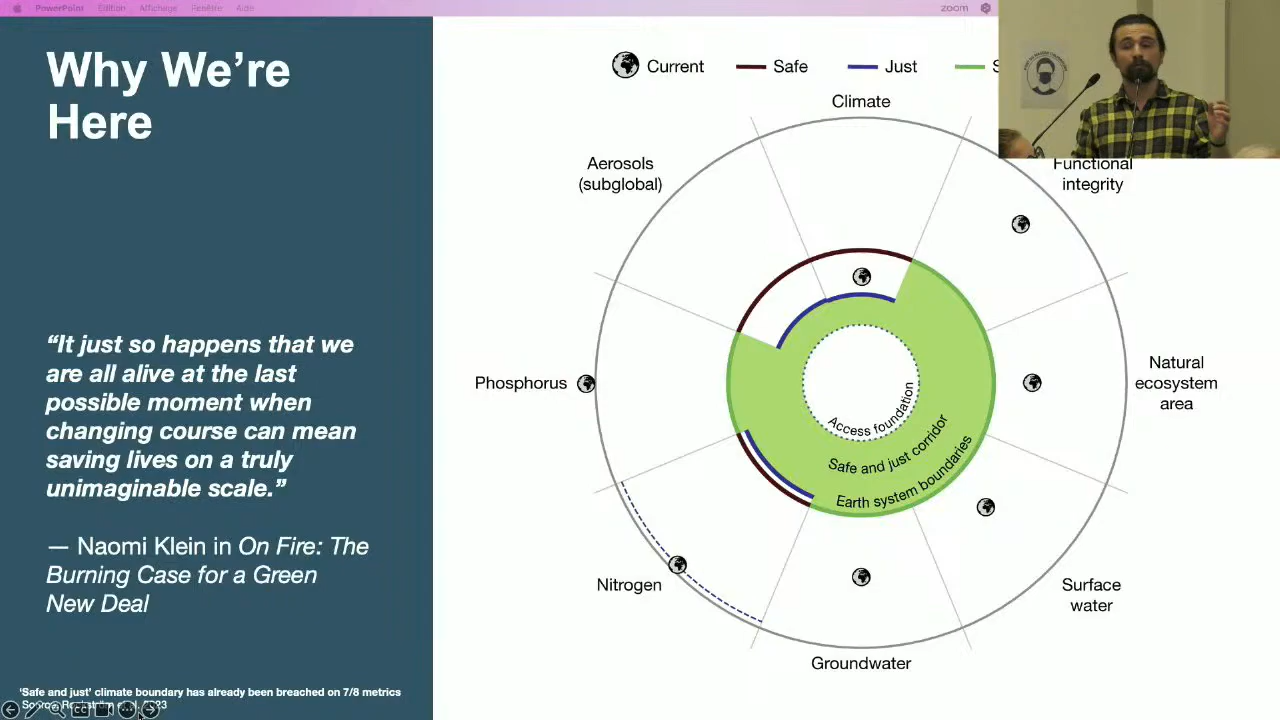 PowerPoint Édition Affichage Fenêtre Aide
zoom
Why We're
Here
Current Safe Just
Climate
Aerosols
(subglobal)
Functional
integrity
Phosphorus
Natural
ecosystem
area
Access foundation
Safe and just corridor
Earth system boundaries
Nitrogen
Surface
water
Groundwater
“It just so happens that we
are all alive at the last
possible moment when
changing course can mean
saving lives on a truly
unimaginable scale.”
— Naomi Klein in On Fire: The
Burning Case for a Green
New Deal
‘Safe and just’ climate boundary has already been breached on 7/8 metrics